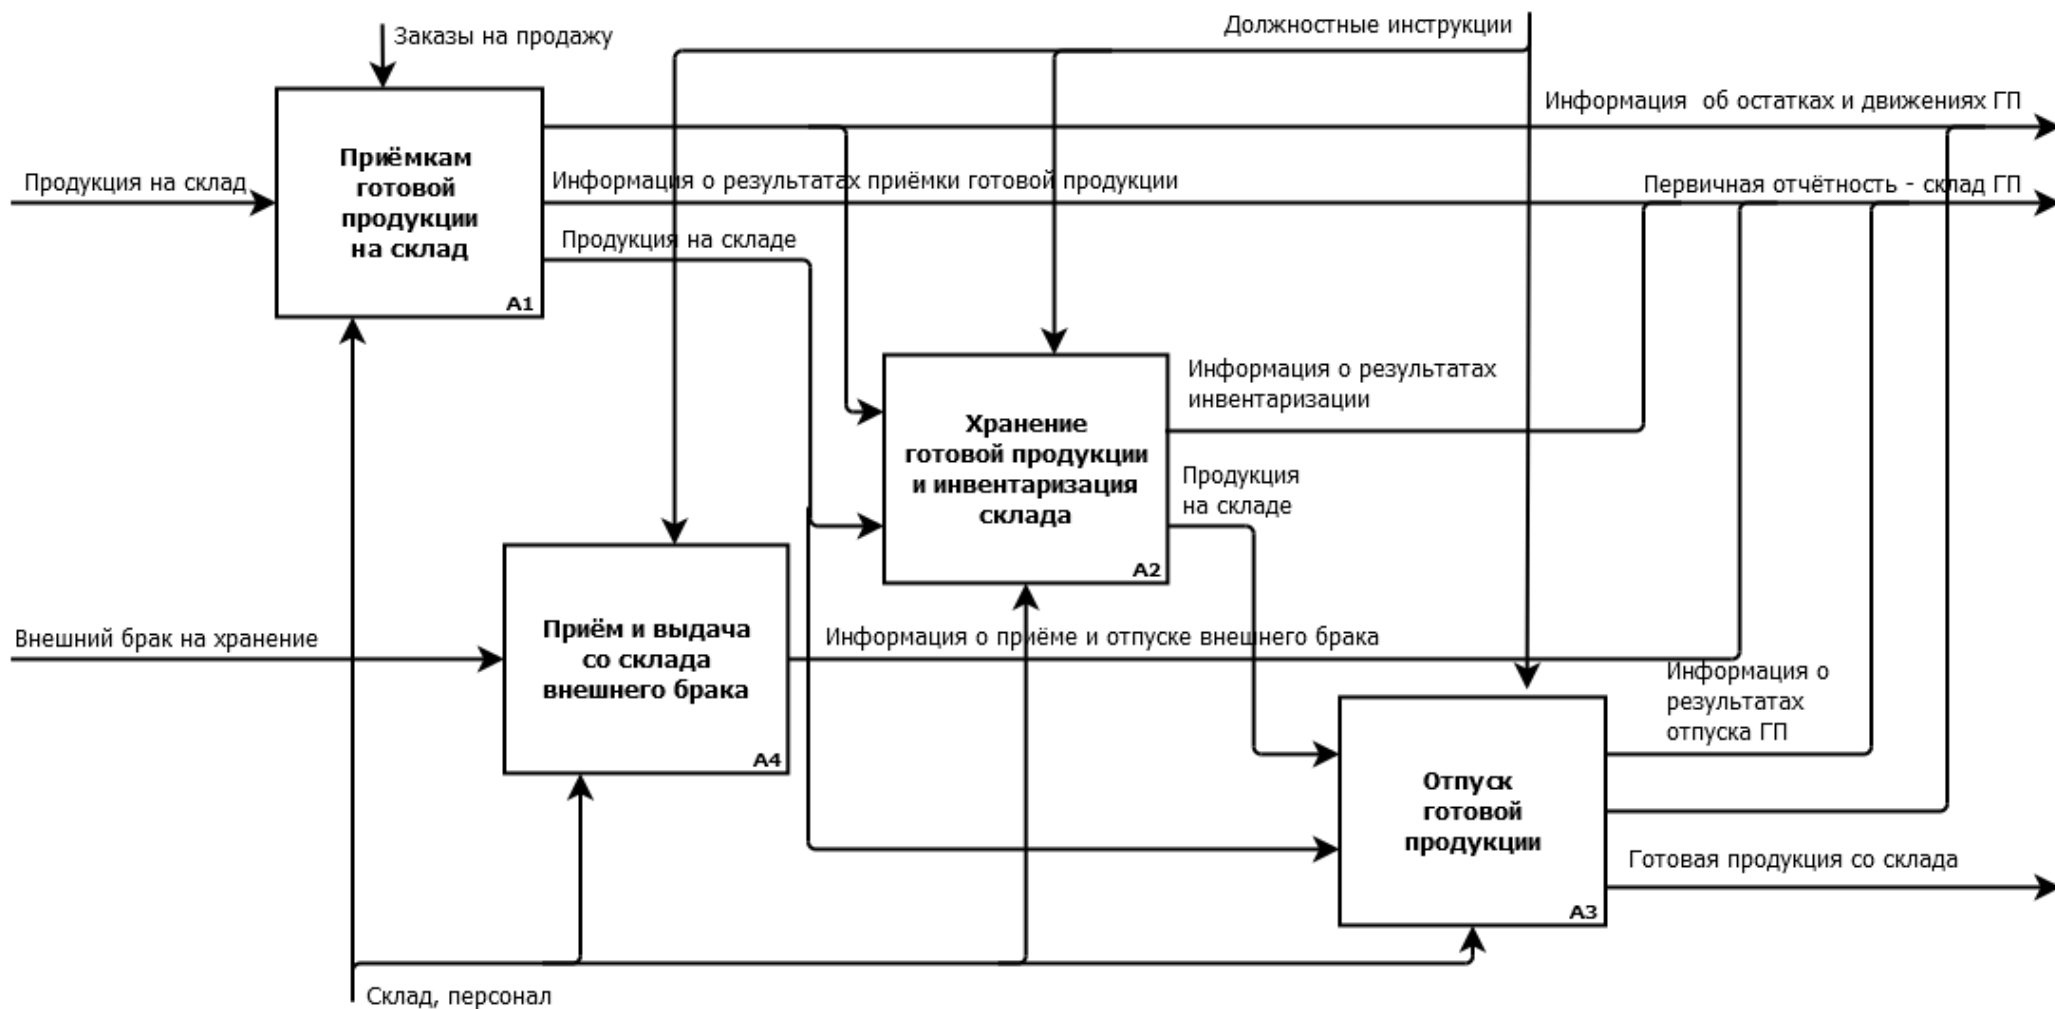 Заказы на продажу
Должностные инструкции
Информация об остатках и движениях ГП
Приёмкам
готовой
продукции
на склад
A1
Продукция на склад
Информация о результатах приёмки готовой продукции
Первичная отчётность - склад ГП
Продукция на складе
Хранение
готовой продукции
и инвентаризация
склада
A2
Информация о результатах
инвентаризации
Продукция
на складе
Внешний брак на хранение
Приём и выдача
со склада
внешнего брака
A4
Информация о приёме и отпуске внешнего брака
Информация о
результатах
отпуска ГП
Отпуск
готовой
продукции
A3
Готовая продукция со склада
Склад, персонал